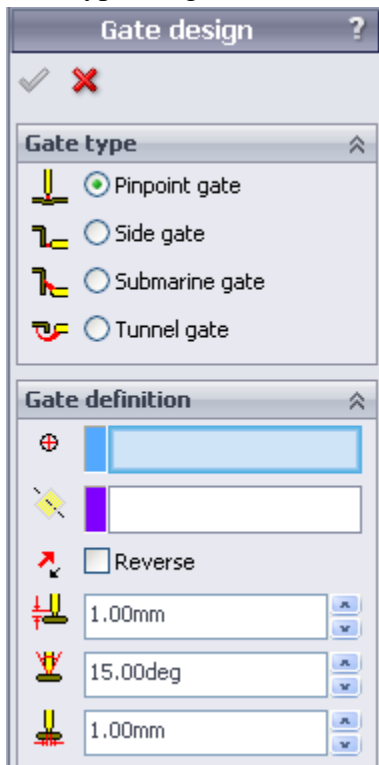 Gate design ?
Gate type
Pinpoint gate
Side gate
Submarine gate
Tunnel gate
Gate definition
Reverse
1.00mm
15.00deg
1.00mm